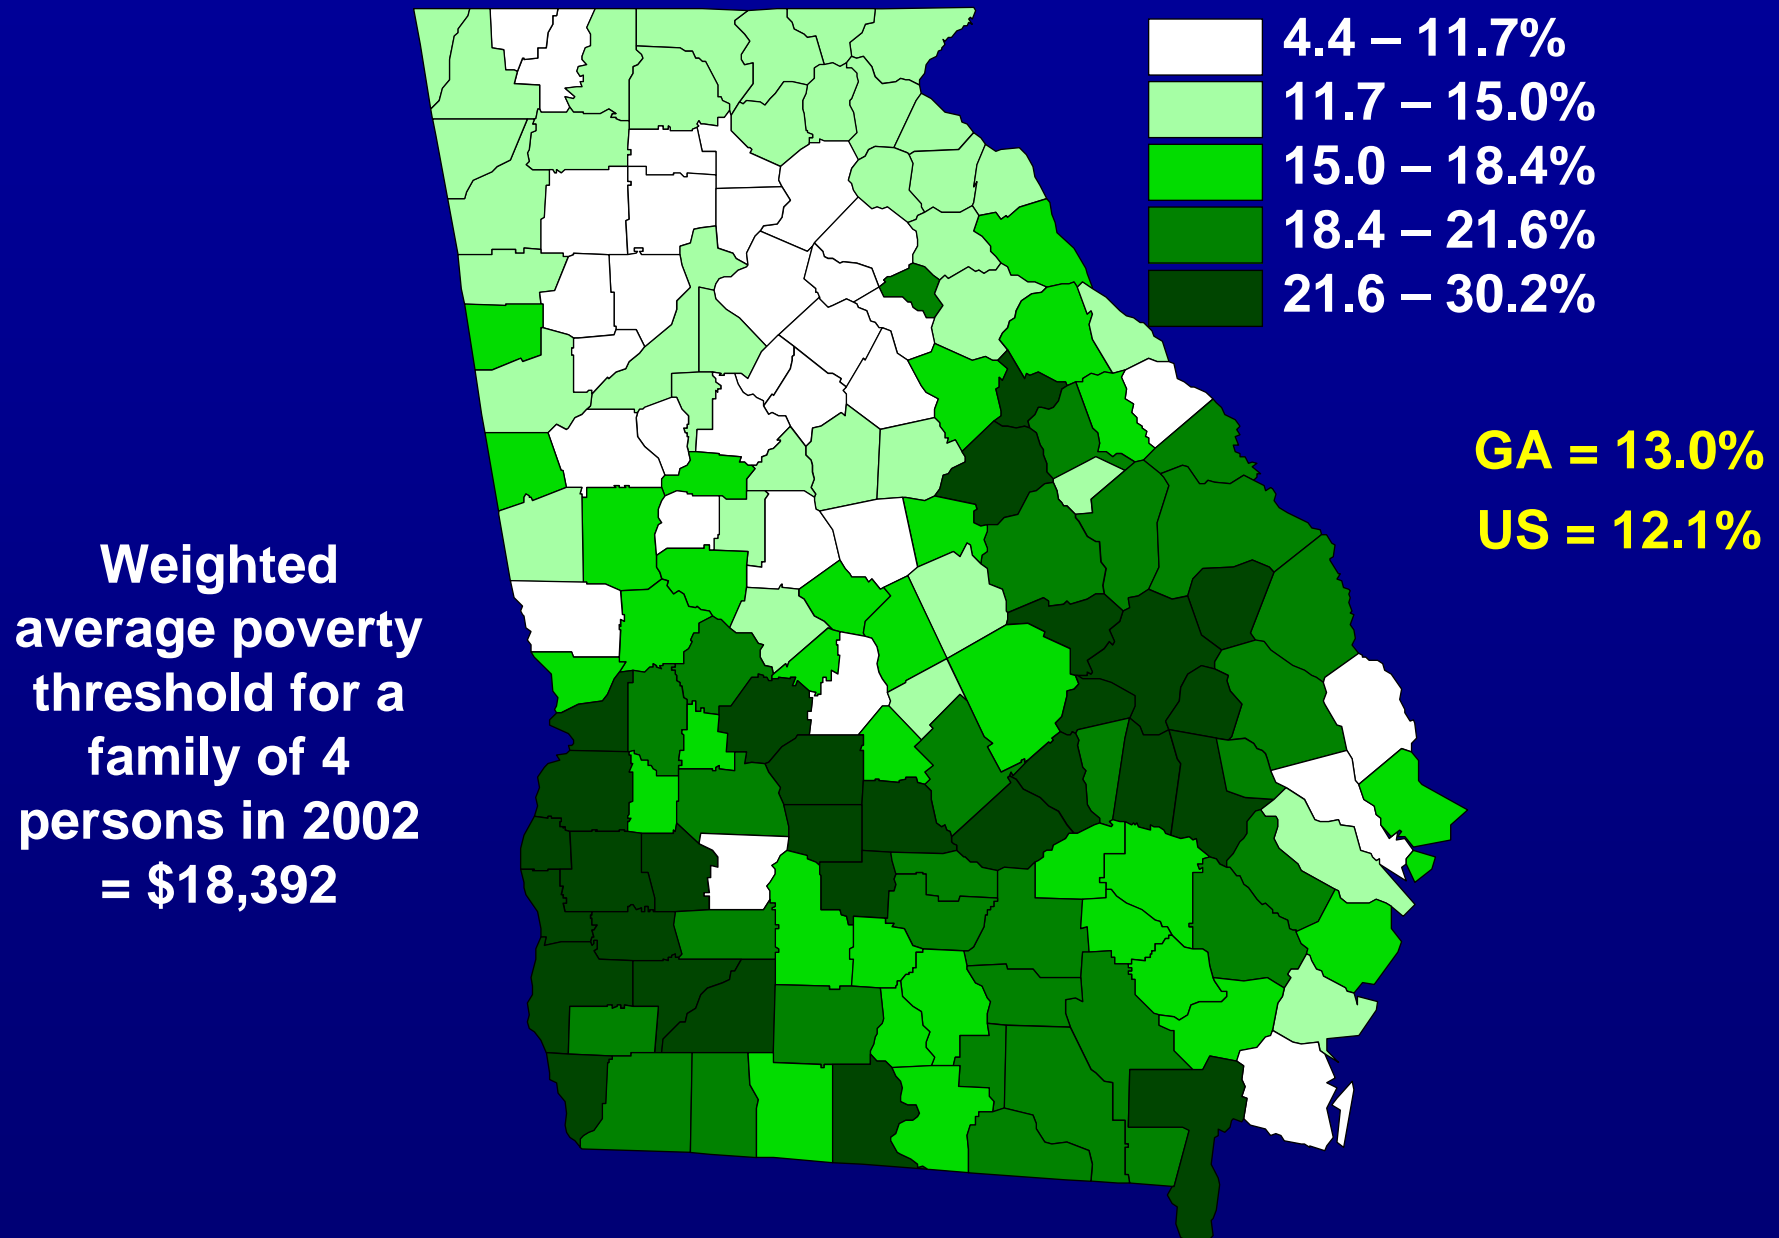 4.4 – 11.7%
11.7 – 15.0%
15.0 – 18.4%
18.4 – 21.6%
21.6 – 30.2%
GA = 13.0%
US = 12.1%
Weighted
average poverty
threshold for a
family of 4
persons in 2002
= $18,392